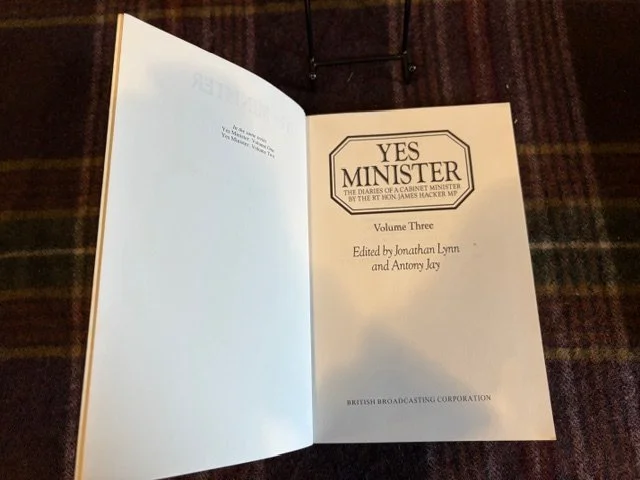 In the same series
Yes Minister Volume One
Yes Minister Volume Two
YES
MINISTER
THE DIARIES OF A CABINET MINISTER
BY THE RT HON JAMES HACKER MP
Volume Three
Edited by Jonathan Lynn
and Antony Jay
BRITISH BROADCASTING CORPORATION